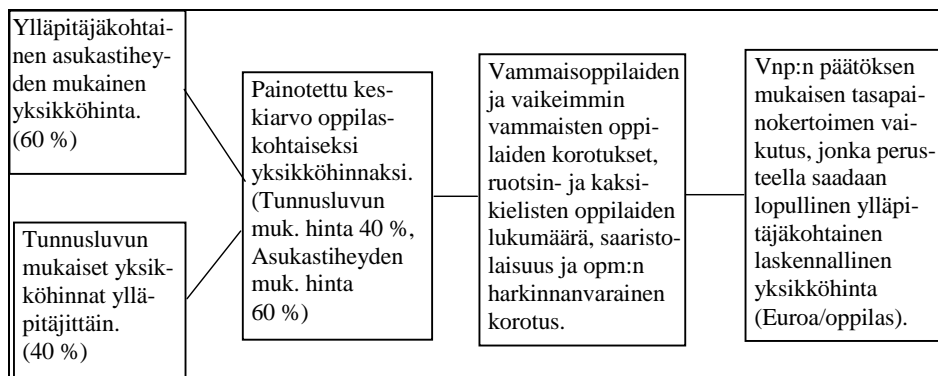 Ylläpitäjäkohtai-
nen asukastihey-
den mukainen
yksikköhinta.
(60 %)
Tunnusluvun
mukaiset yksik-
köhinnat yllä-
pitäjittäin.
(40 %)
Painotettu kes-
kiarvo oppilas-
kohtaiseksi
yksikköhinnaksi.
(Tunnusluvun
muk. hinta 40 %,
Asukastiheyden
muk. hinta
60 %)
Vammaisoppilaiden
ja vaikeimmin
vammaisten oppi-
laiden korotukset,
ruotsin- ja kaksi-
kielisten oppilaiden
lukumäärä, saaristo-
laisuus ja opm:n
harkinnanvarainen
korotus.
Vnp:n päätöksen
mukaisen tasapai-
nokertoimen vai-
kutus, jonka perus-
teella saadaan
lopullinen ylläpi-
täjäkohtainen
laskennallinen
yksikköhinta
(Euroa/oppilas).